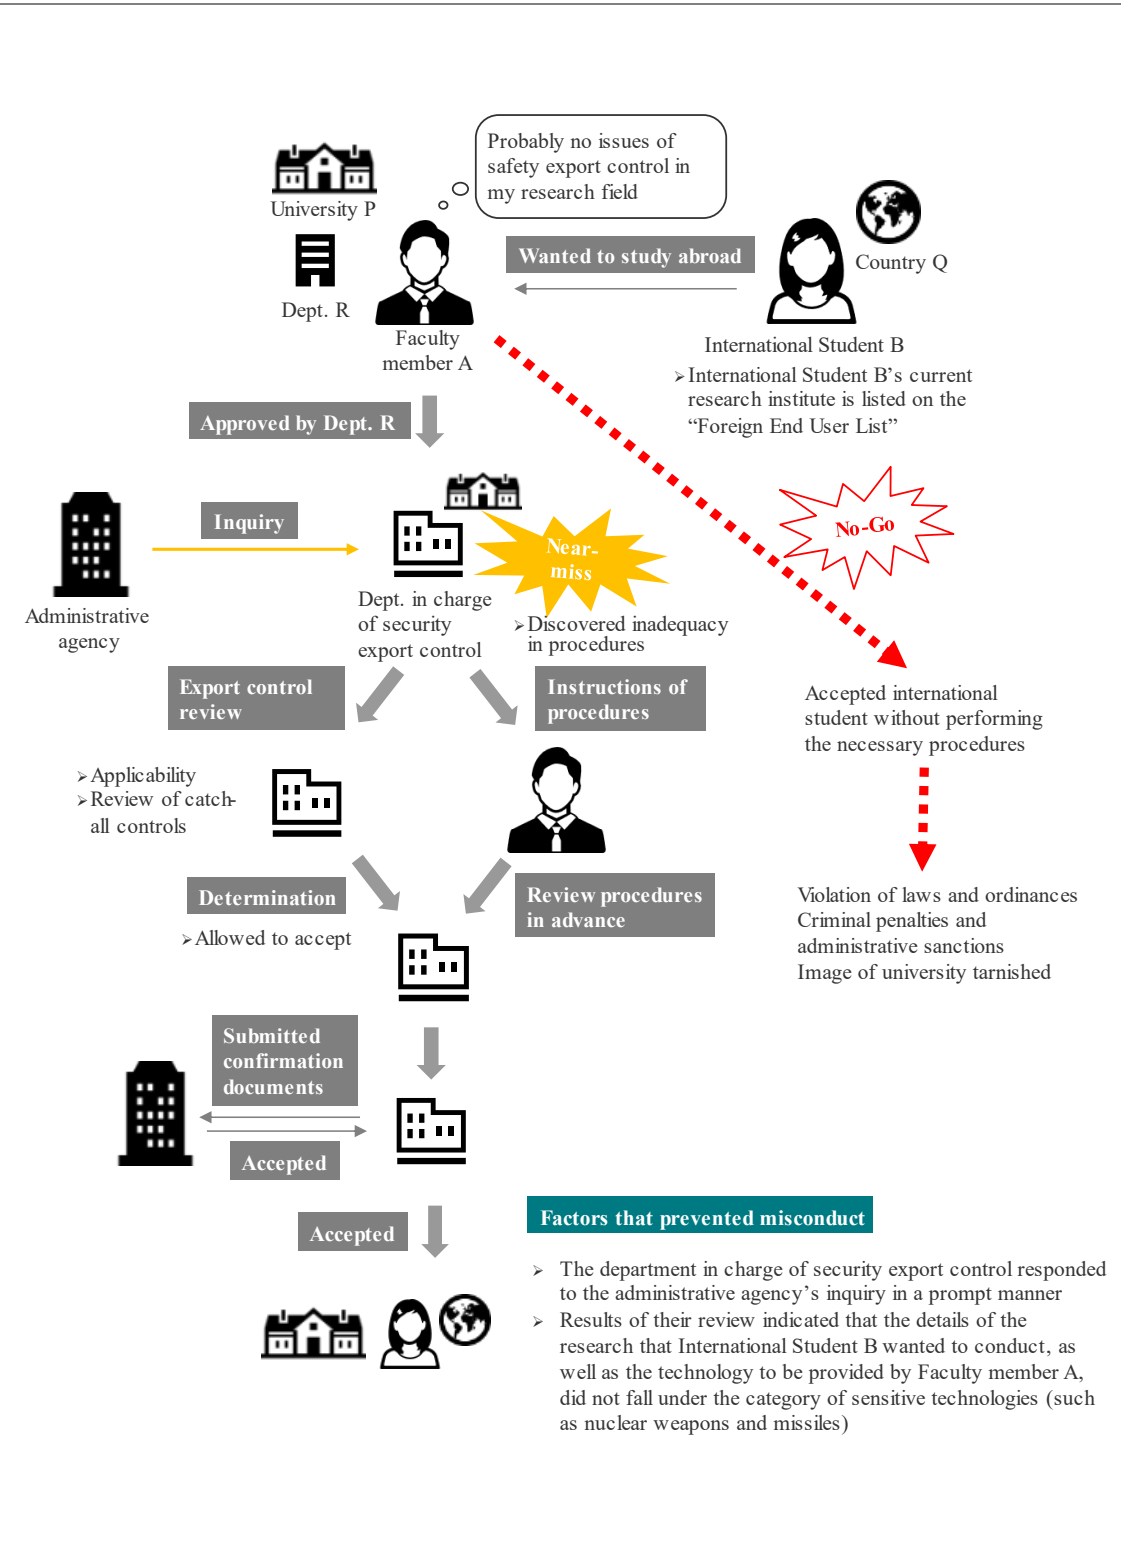 Probably no issues of
safety export control in
my research field
University P
Dept. R
Faculty
member A
Wanted to study abroad
Country Q
International Student B
➢International Student B’s current
research institute is listed on the
“Foreign End User List”
Approved by Dept. R
Inquiry
Administrative
agency
Near-
miss
Dept. in charge
of security
export control
➢Discovered inadequacy
in procedures
No-Go
Export control
review
Instructions of
procedures
Accepted international
student without performing
the necessary procedures
➢Applicability
➢Review of catch-
all controls
Determination
➢Allowed to accept
Review procedures
in advance
Violation of laws and ordinances
Criminal penalties and
administrative sanctions
Image of university tarnished
Submitted
confirmation
documents
Accepted
Accepted
Factors that prevented misconduct
➢ The department in charge of security export control responded
to the administrative agency’s inquiry in a prompt manner
➢ Results of their review indicated that the details of the
research that International Student B wanted to conduct, as
well as the technology to be provided by Faculty member A,
did not fall under the category of sensitive technologies (such
as nuclear weapons and missiles)